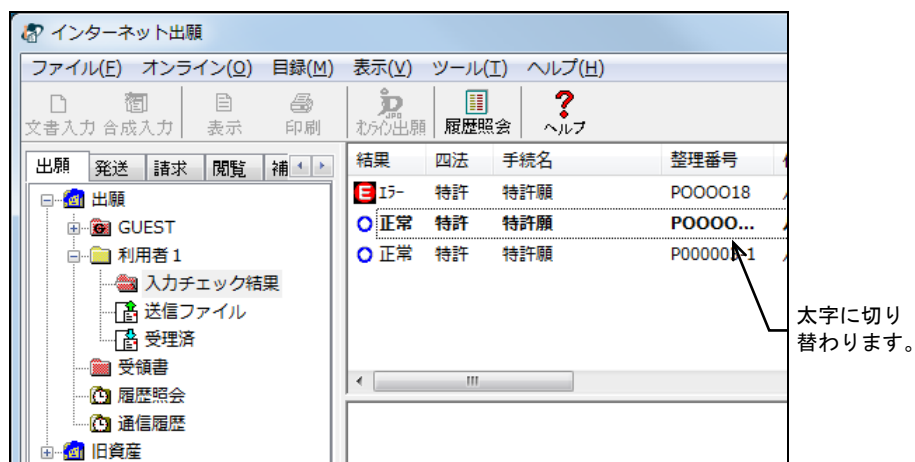 インターネット出願
ファイル(F) オンライン(O) 目録(M) 表示(V) ツール(T) ヘルプ(H)
文書入力 合成入力 表示 印刷 ｵﾝﾗｲﾝ出願 履歴照会 ヘルプ
出願 発送 請求 閲覧 補
結果 四法 手続名 整理番号
E ｴﾗｰ 特許 特許願 P0000018
正常 特許 特許願 P0000...
正常 特許 特許願
出願
GUEST
利用者1
入力チェック結果
送信ファイル
受理済
受領書
履歴照会
通信履歴
旧資産
太字に切り
替わります。